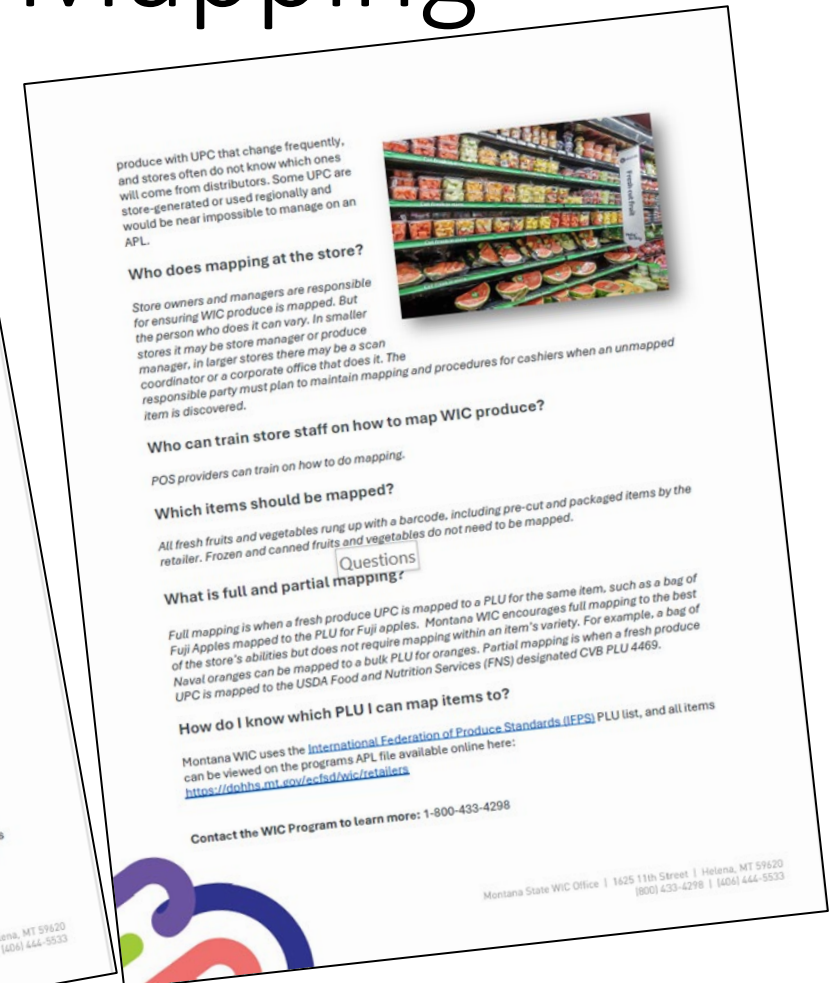 Mapping
produce with UPC that change frequently,
and stores often do not know which ones
will come from distributors. Some UPC are
store-generated or used regionally and
would be near impossible to manage on an
APL.
Fresh cut fruit
Who does mapping at the store?
Store owners and managers are responsible
for ensuring WIC produce is mapped. But
the person who does it can vary. In smaller
stores it may be store manager or produce
manager, in larger stores there may be a scan
coordinator or a corporate office that does it. The
responsible party must plan to maintain mapping and procedures for cashiers when an unmapped
item is discovered.
Who can train store staff on how to map WIC produce?
POS providers can train on how to do mapping.
Which items should be mapped?
All fresh fruits and vegetables rung up with a barcode, including pre-cut and packaged items by the
retailer. Frozen and canned fruits and vegetables do not need to be mapped.
Questions
What is full and partial mapping?
Full mapping is when a fresh produce UPC is mapped to a PLU for the same item, such as a bag of
Fuji Apples mapped to the PLU for Fuji apples. Montana WIC encourages full mapping to the best
of the store's abilities but does not require mapping within an item's variety. For example, a bag of
Naval oranges can be mapped to a bulk PLU for oranges. Partial mapping is when a fresh produce
UPC is mapped to the USDA Food and Nutrition Services (FNS) designated CVB PLU 4469.
How do I know which PLU I can map items to?
Montana WIC uses the International Federation of Produce Standards (IFPS) PLU list, and all items
can be viewed on the programs APL file available online here:
https://dphhs.mt.gov/ecfsd/wic/retailers
Contact the WIC Program to learn more: 1-800-433-4298
Montana State WIC Office | 1625 11th Street | Helena, MT 59620
(800) 433-4298 | (406) 444-5533
lena, MT 59620
(406) 444-5533